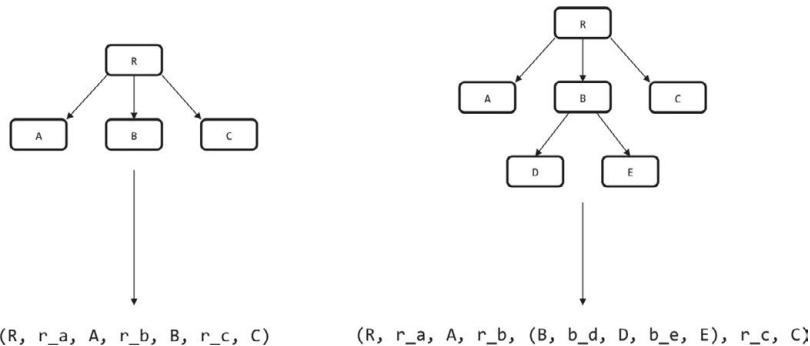 R
A B C
(R, r_a, A, r_b, B, r_c, C)
R
A B C
D E
(R, r_a, A, r_b, (B, b_d, D, b_e, E), r_c, C)